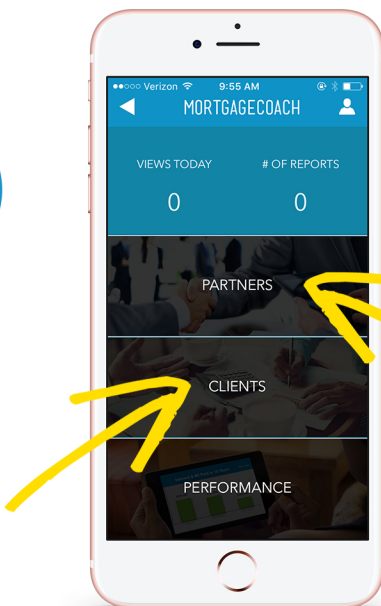 Verizon 9:55 AM
MORTGAGECOACH
VIEWS TODAY # OF REPORTS
0 0
PARTNERS
CLIENTS
PERFORMANCE